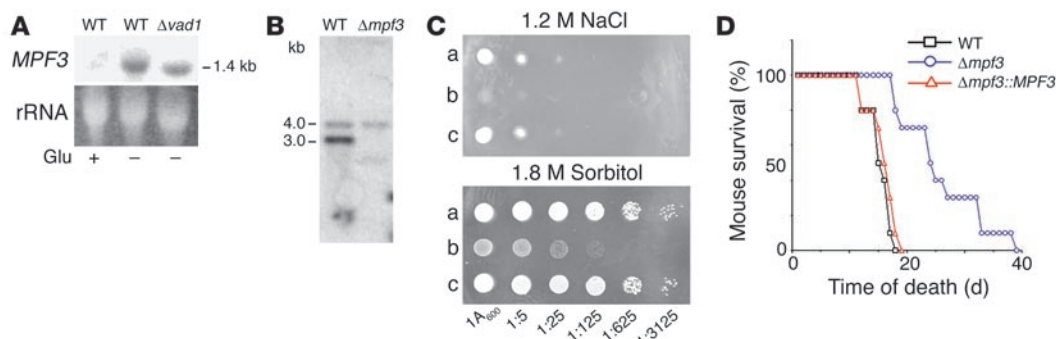 A
WT WT Δvad1
MPF3
1.4 kb
rRNA
Glu + – –
B
WT Δmpf3
kb
4.0
3.0
C
1.2 M NaCl
a
b
c
1.8 M Sorbitol
a
b
c
1A600 1:5 1:25 1:125 1:625 1:3125
D
WT
Δmpf3
Δmpf3::MPF3
Mouse survival (%)
100
50
0
0 20 40
Time of death (d)